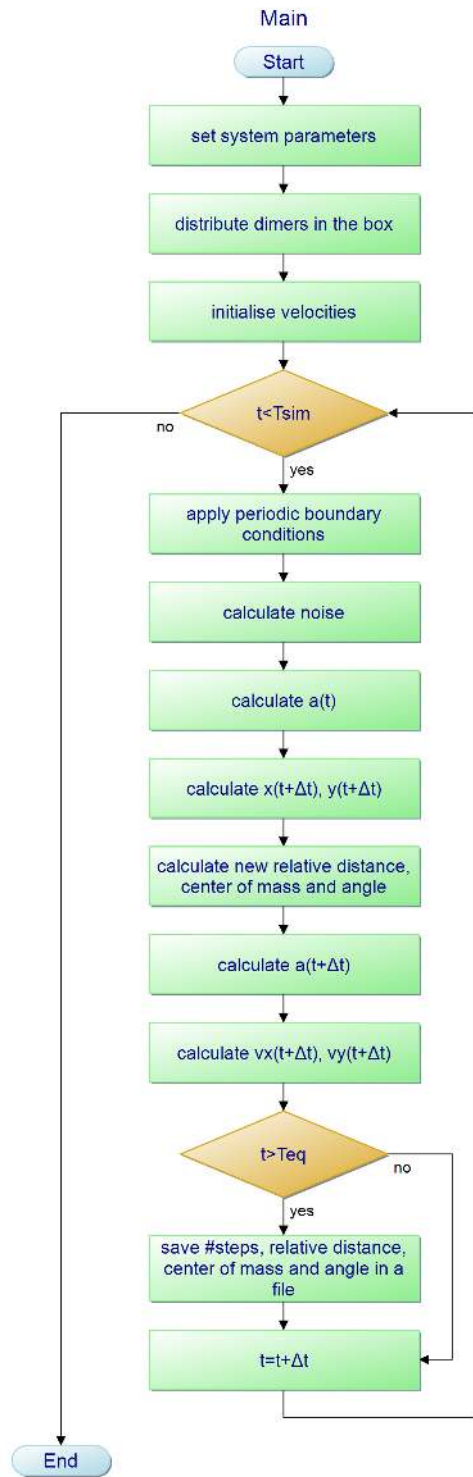 Main
Start
set system parameters
distribute dimers in the box
initialise velocities
t<Tsim
no
yes
apply periodic boundary
conditions
calculate noise
calculate a(t)
calculate x(t+Δt), y(t+Δt)
calculate new relative distance,
center of mass and angle
calculate a(t+Δt)
calculate vx(t+Δt), vy(t+Δt)
t>Teq
no
yes
save #steps, relative distance,
center of mass and angle in a
file
t=t+Δt
End